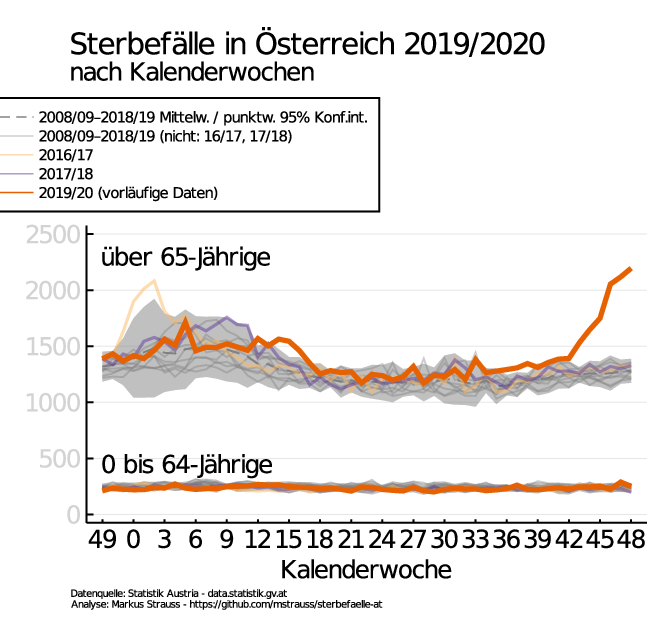 Sterbefälle in Österreich 2019/2020
nach Kalenderwochen
2008/09–2018/19 Mittelw. / punktw. 95% Konf.int.
2008/09–2018/19 (nicht: 16/17, 17/18)
2016/17
2017/18
2019/20 (vorläufige Daten)
2500
über 65-Jährige
2000
1500
1000
500
0 bis 64-Jährige
0
49 0 3 6 9 12 15 18 21 24 27 30 33 36 39 42 45 48
Kalenderwoche
Datenquelle: Statistik Austria - data.statistik.gv.at
Analyse: Markus Strauss - https://github.com/mstrauss/sterbefaelle-at